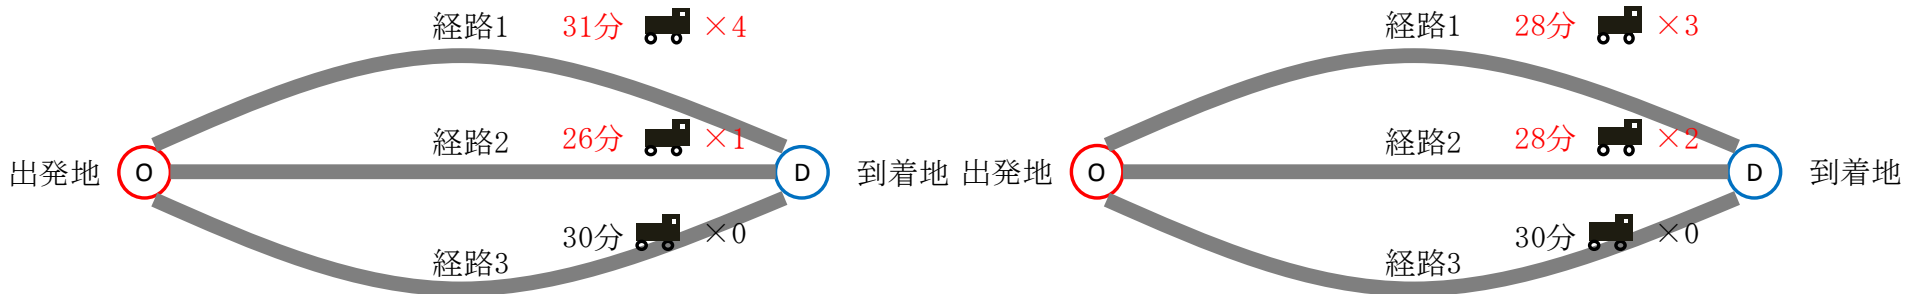 経路1 31分 ×4
経路2 26分 ×1
出発地 O D 到着地
30分 ×0
経路3
経路1 28分 ×3
経路2 28分 ×2
出発地 O D 到着地
30分 ×0
経路3